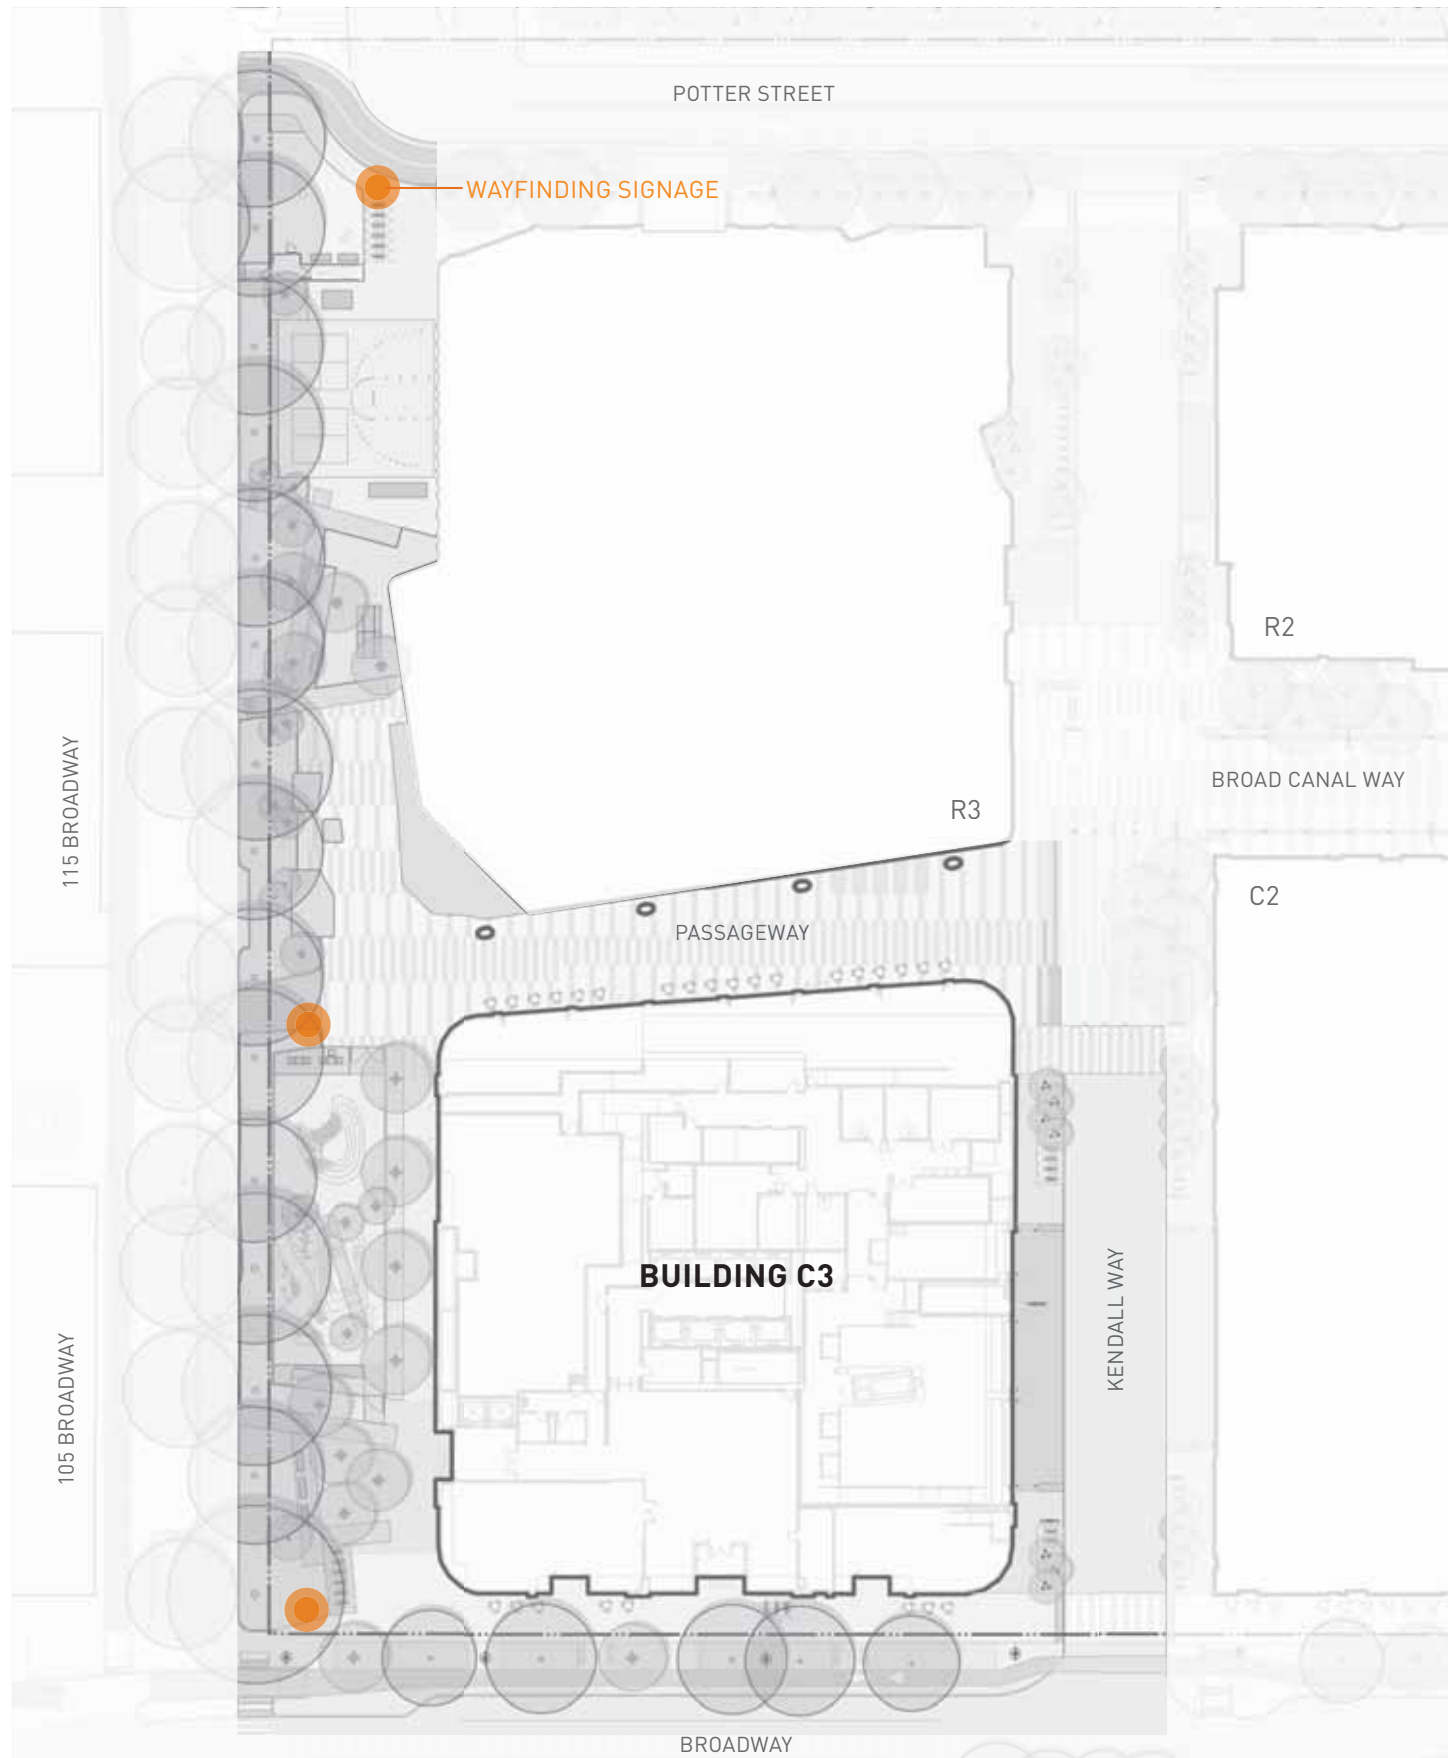 POTTER STREET
WAYFINDING SIGNAGE
R2
115 BROADWAY
BROAD CANAL WAY
R3
C2
PASSAGEWAY
BUILDING C3
KENDALL WAY
105 BROADWAY
BROADWAY